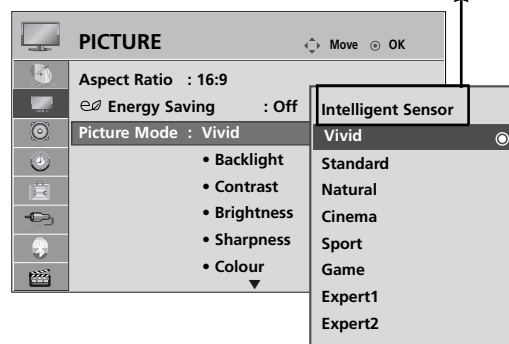 PICTURE
Move ⊙ OK
Aspect Ratio : 16:9
Energy Saving : Off
Picture Mode : Vivid
• Backlight
• Contrast
• Brightness
• Sharpness
• Colour
Intelligent Sensor
Vivid
Standard
Natural
Cinema
Sport
Game
Expert1
Expert2